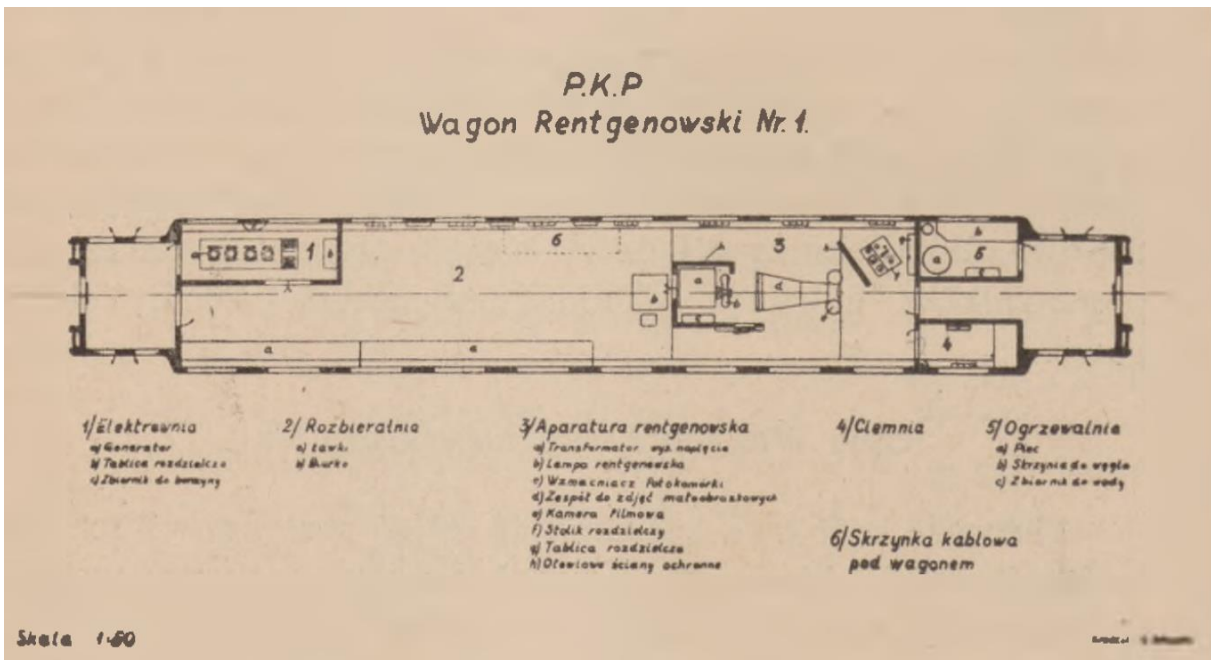 P.K.P
Wagon Rentgenowski Nr. 1.
1
2
3
4
5
6
a
b
a
a
b
a
b
d
h
a
b
1/Elektrownia
a) Generator
b) Tablica rozdzielcza
c) Zbiornik do benzyny
2/ Rozbieralnia
a) Ławki
b) Biurko
3/Aparatura rentgenowska
a) Transformator wys. napięcia
b) Lampa rentgenowska
c) Wzmacniacz fotokomórki
d) Zespół do zdjęć małoobrazkowych
e) Kamera filmowa
f) Stolik rozdzielczy
g) Tablica rozdzielcza
h) Ołowiowe ściany ochronne
4/Ciemnia
5/Ogrzewalnia
a) Piec
b) Skrzynia do węgla
c) Zbiornik do wody
6/Skrzynka kablowa
pod wagonem
Skala 1:50